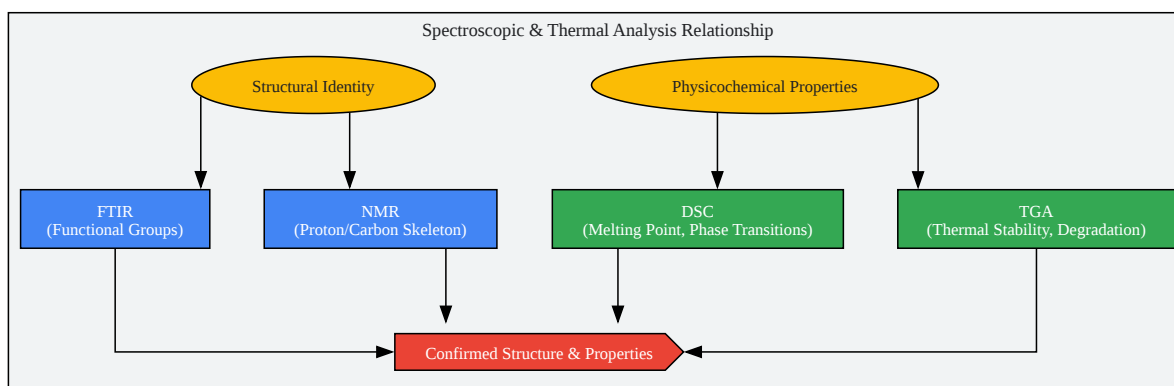 Spectroscopic & Thermal Analysis Relationship
Structural Identity
Physicochemical Properties
FTIR
(Functional Groups)
NMR
(Proton/Carbon Skeleton)
DSC
(Melting Point, Phase Transitions)
TGA
(Thermal Stability, Degradation)
Confirmed Structure & Properties